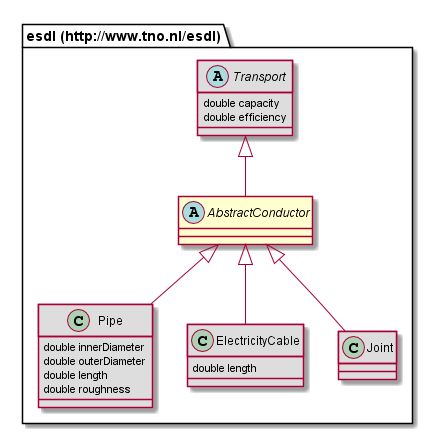 esdl (http://www.tno.nl/esdl)
A Transport
double capacity
double efficiency
A AbstractConductor
C Pipe
double innerDiameter
double outerDiameter
double length
double roughness
C ElectricityCable
double length
C Joint